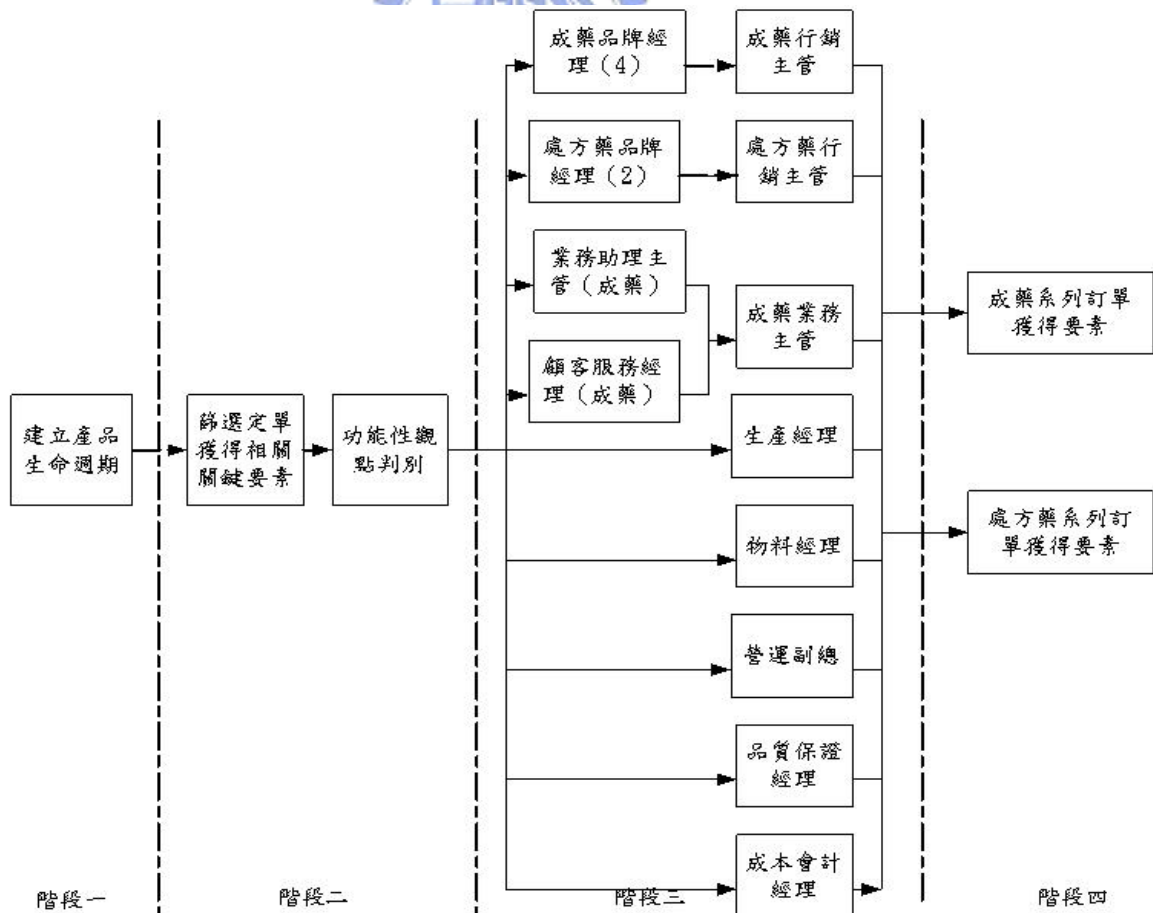 成藥品牌經
理（4）
成藥行銷
主管
處方藥品牌
經理（2）
處方藥行
銷主管
業務助理主
管（成藥）
成藥業務
主管
顧客服務經
理（成藥）
成藥系列訂單
獲得要素
建立產品
生命週期
篩選定單
獲得相關
關鍵要素
功能性觀
點判別
生產經理
處方藥系列訂
單獲得要素
物料經理
營運副總
品質保證
經理
成本會計
經理
階段一
階段二
階段三
階段四